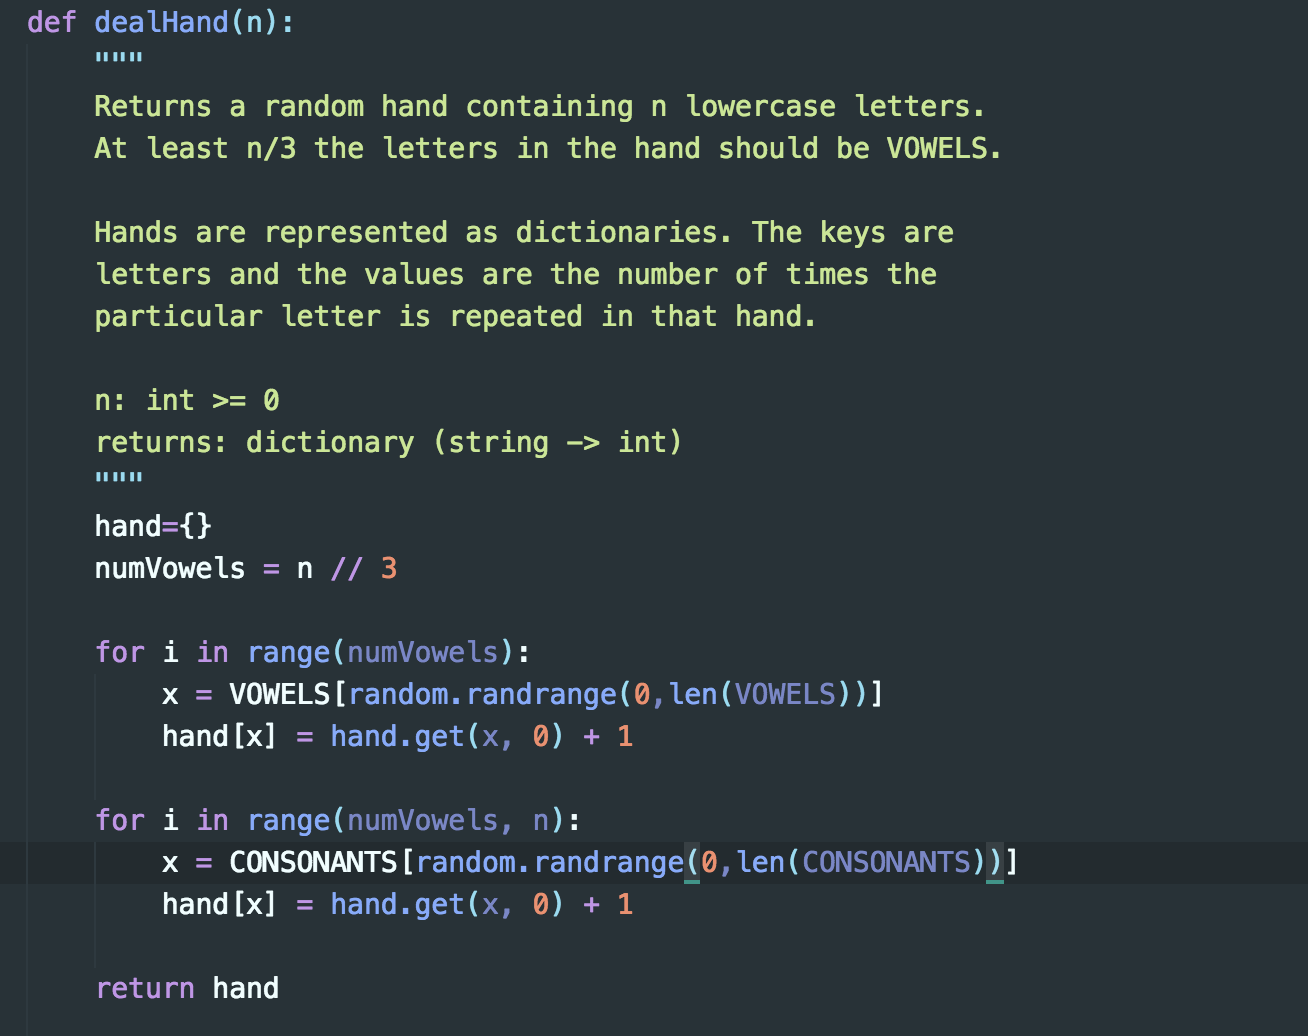 def dealHand(n):
    """
    Returns a random hand containing n lowercase letters.
    At least n/3 the letters in the hand should be VOWELS.

    Hands are represented as dictionaries. The keys are
    letters and the values are the number of times the
    particular letter is repeated in that hand.

    n: int >= 0
    returns: dictionary (string -> int)
    """
    hand={}
    numVowels = n // 3

    for i in range(numVowels):
        x = VOWELS[random.randrange(0,len(VOWELS))]
        hand[x] = hand.get(x, 0) + 1

    for i in range(numVowels, n):
        x = CONSONANTS[random.randrange(0,len(CONSONANTS))]
        hand[x] = hand.get(x, 0) + 1

    return hand